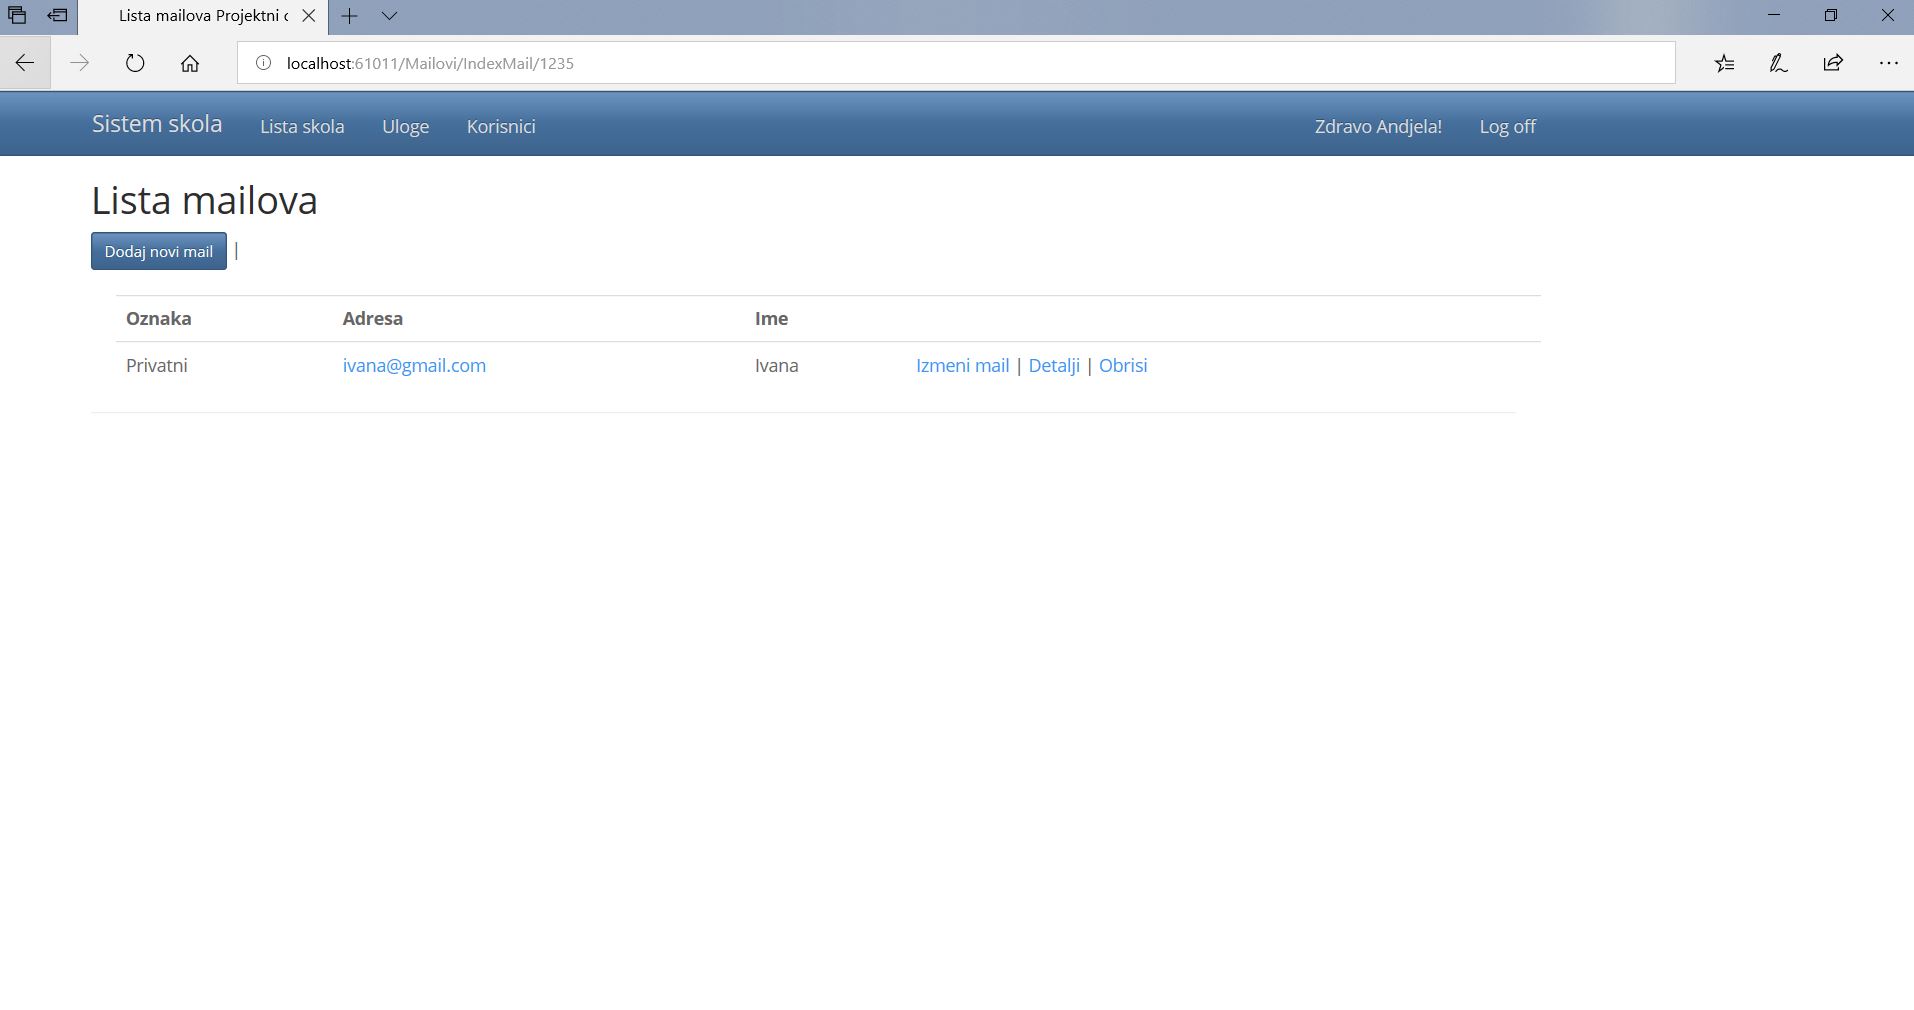 Lista mailova Projektni
localhost:61011/Mailovi/IndexMail/1235
Sistem skola Lista skola Uloge Korisnici Zdravo Andjela! Log off
Lista mailova
Dodaj novi mail |
Oznaka Adresa Ime
Privatni ivana@gmail.com Ivana Izmeni mail | Detalji | Obrisi